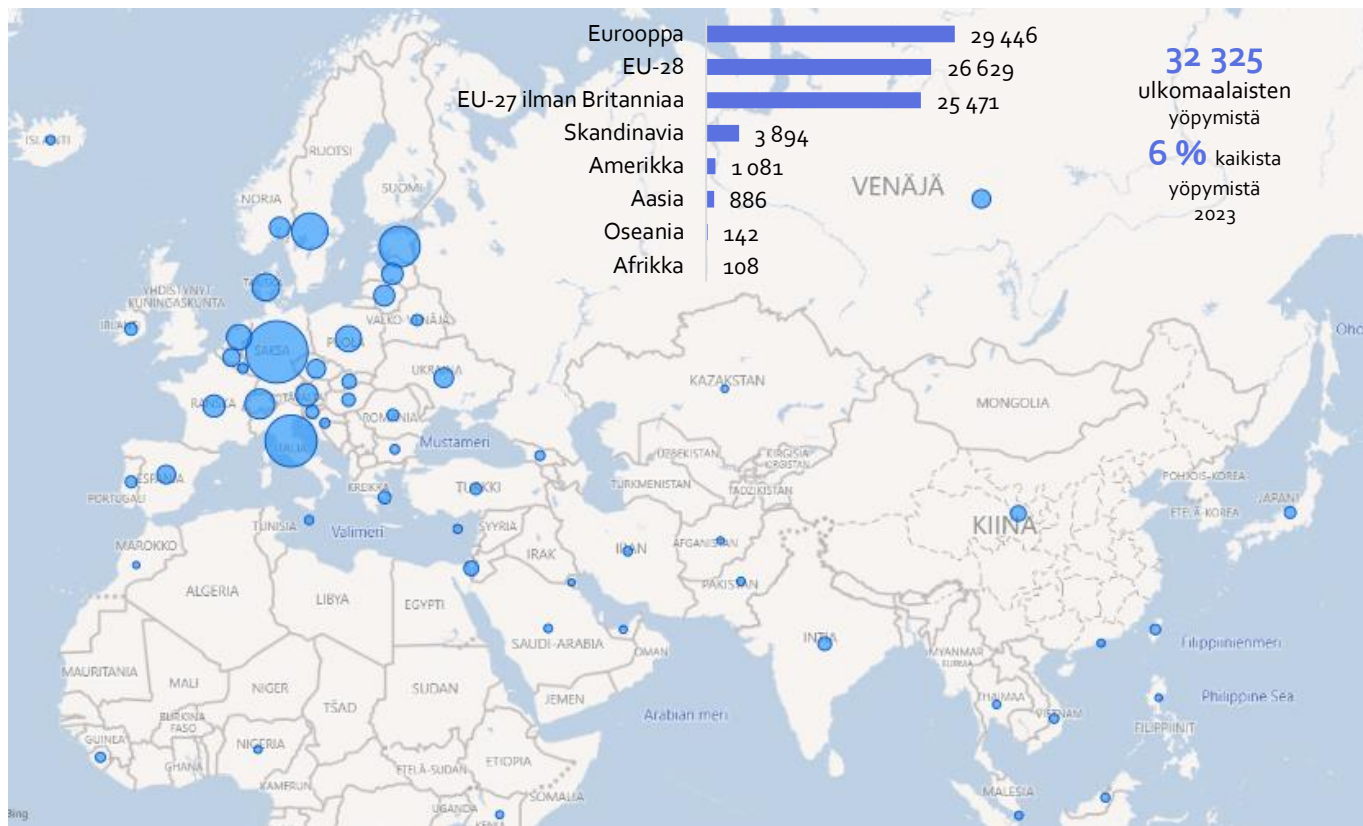 Eurooppa 29 446
EU-28 26 629
EU-27 ilman Britanniaa 25 471
Skandinavia 3 894
Amerikka 1 081
Aasia 886
Oseania 142
Afrikka 108
32 325
ulkomaalaisten
yöpymistä
6 % kaikista
yöpymistä
2023
RUOTSI
SUOMI
NORJA
VENÄJÄ
YHDISTYNYT
KUNINGASKUNTA
IRLANTI
VALKO-VENÄJÄ
SAKSA
UKRAINA
KAZAKSTAN
MONGOLIA
RANSKA
ROMANIA
Mustameri
UZBEKISTAN
KIRGISIA
KIRGISTAN
ESPANJA
PORTUGALI
KREIKKA
TURKKI
TURKMENISTAN
TADZIKISTAN
POHJOIS-KOREA
JAPANI
ETELÄ-KOREA
KIINA
TUNISIA
Valimeri
SYYRIA
MAROKKO
IRAK
IRAN
AFGANISTAN
PAKISTAN
ALGERIA
LIBYA
EGYPTI
SAUDI-ARABIA
OMAN
INTIA
MYANMAR
BURMA
Filippiinienmeri
MAURITANIA
MALI
NIGER
TŠAD
SUDAN
JEMEN
THAIMAA
VIETNAM
Philippine Sea
Arabian meri
FILIPPIINIT
BURKINA
FASO
GUINEA
NIGERIA
GHANA
ETELÄ-SUDAN
ETIOPIA
KAMERUN
SOMALIA
UGANDA
KENIA
MALESIA
Bing